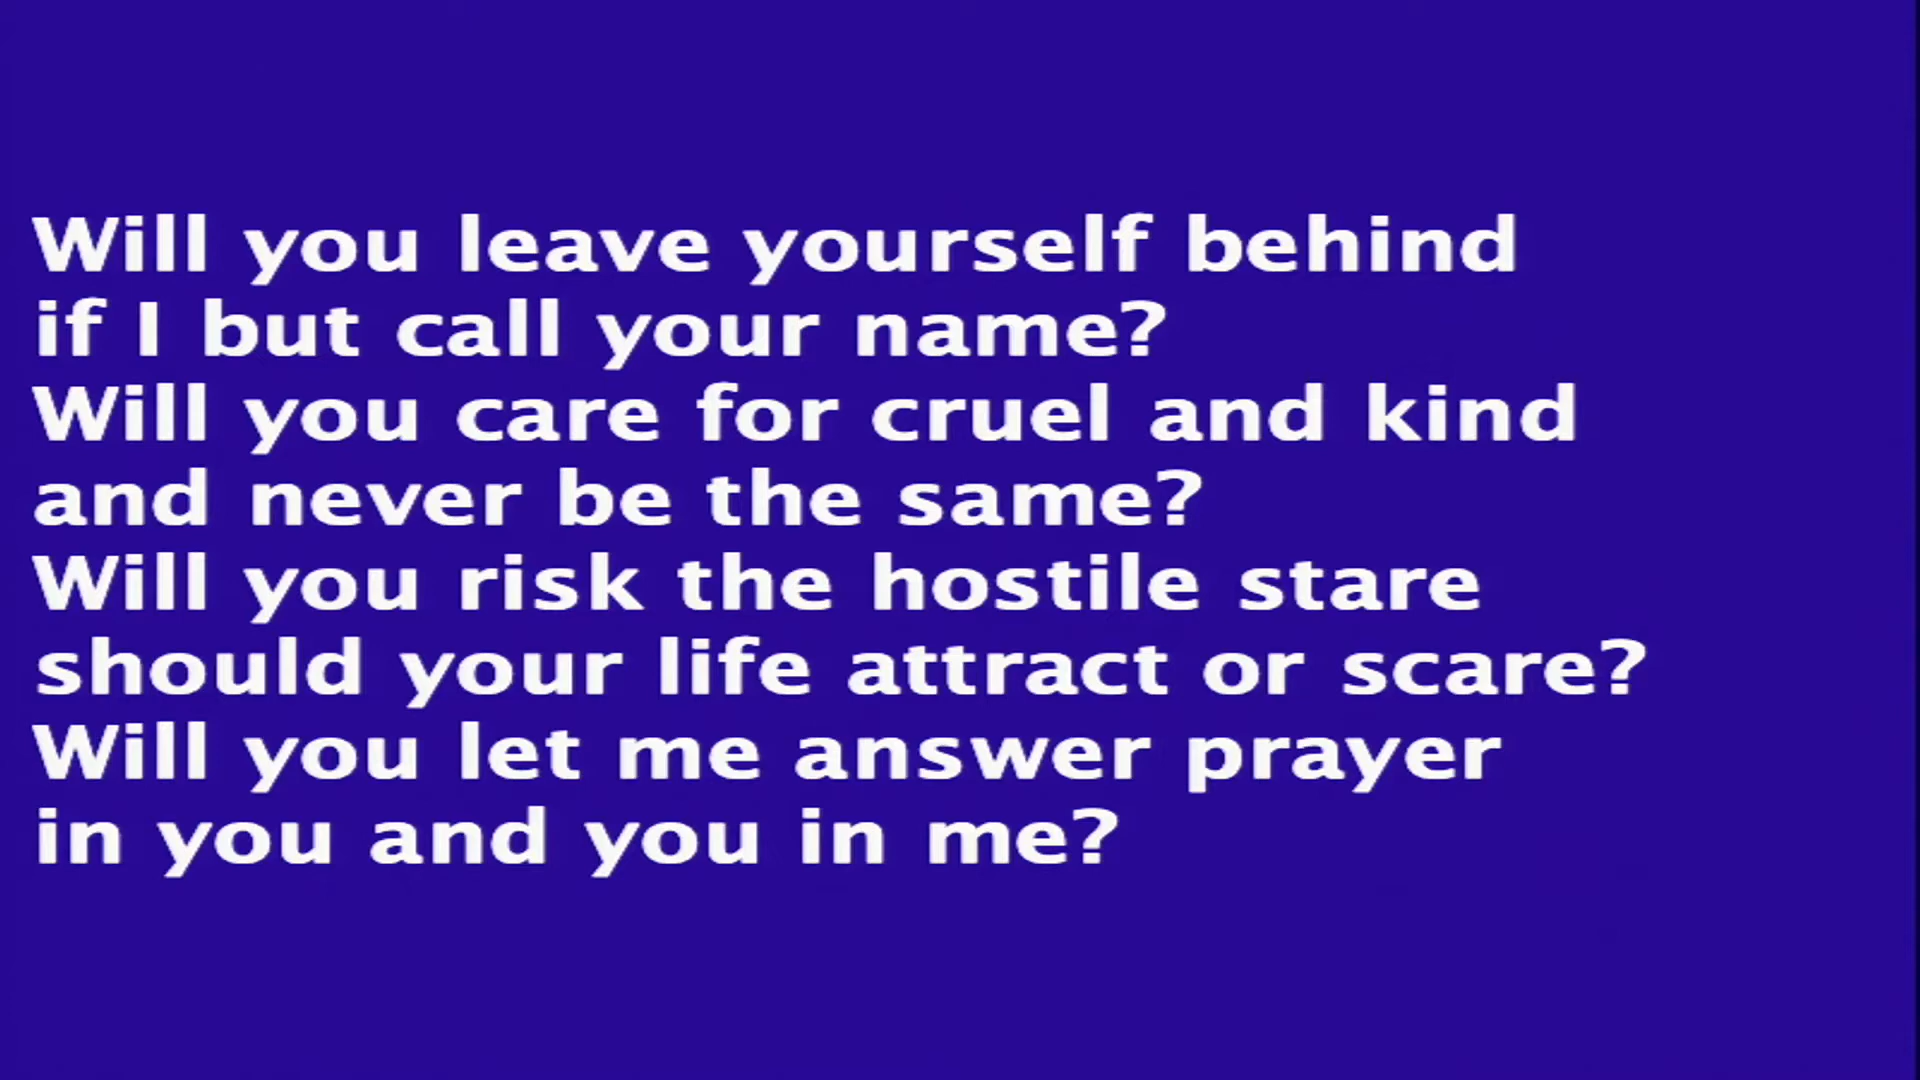 Will you leave yourself behind
if I but call your name?
Will you care for cruel and kind
and never be the same?
Will you risk the hostile stare
should your life attract or scare?
Will you let me answer prayer
in you and you in me?